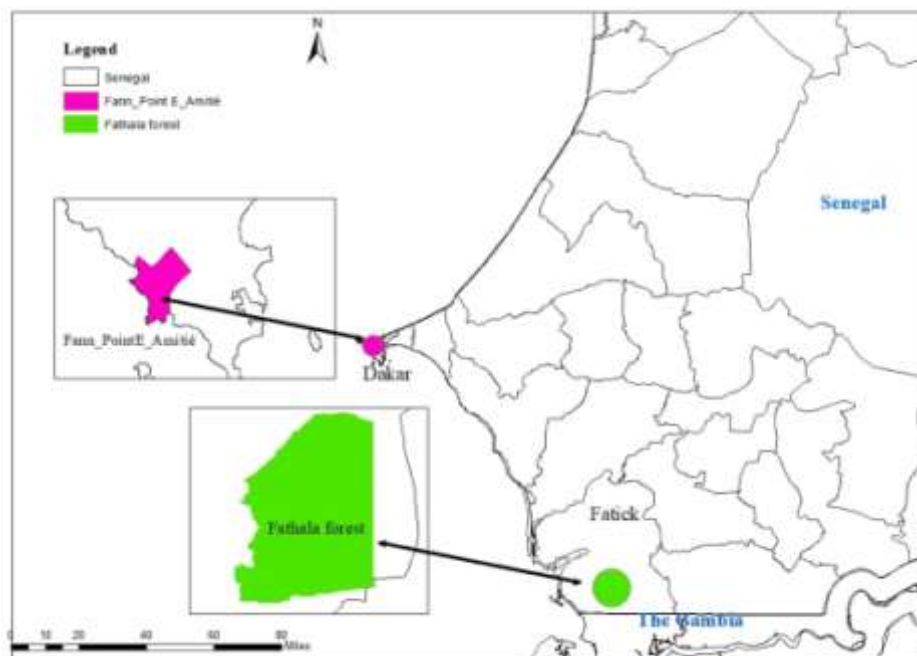 N
Legend
Senegal
Fann_Point E_Amitié
Fathala forest
Senegal
Fann_PointE_Amitié
Dakar
Fathala forest
Fatick
The Gambia
0 10 20 40 60 80
Miles